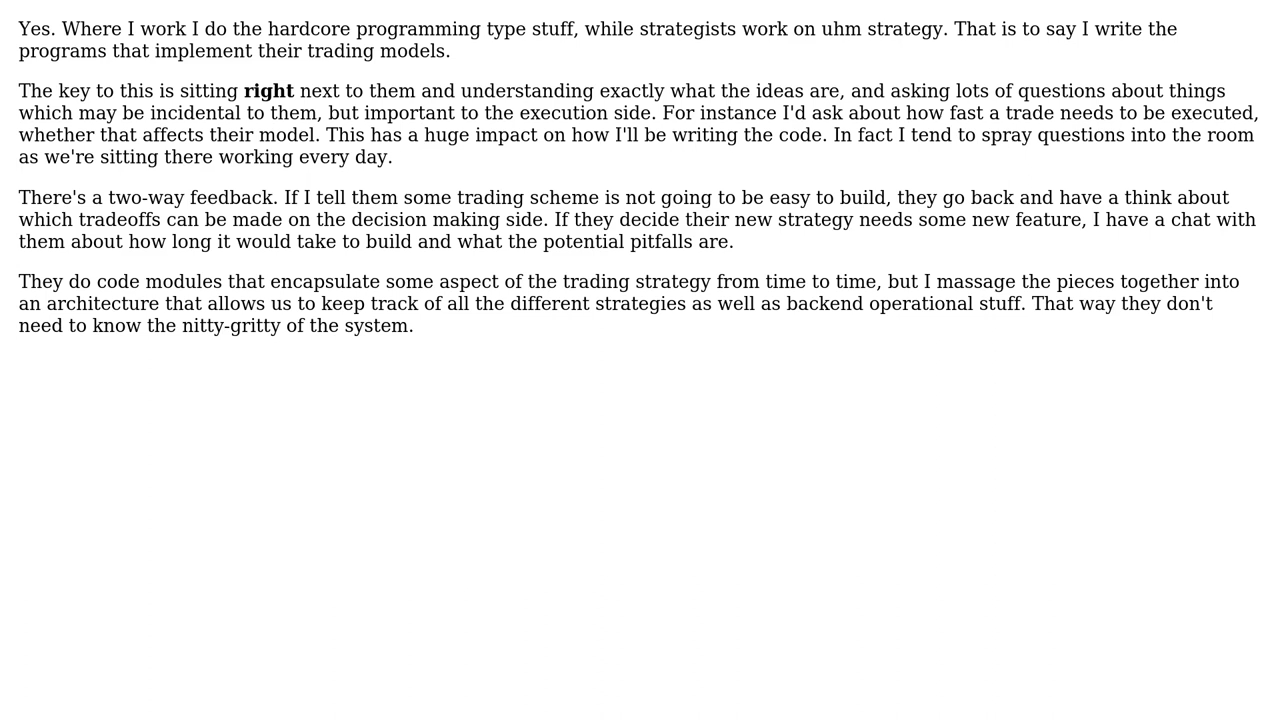 Yes. Where I work I do the hardcore programming type stuff, while strategists work on uhm strategy. That is to say I write the
programs that implement their trading models.
The key to this is sitting right next to them and understanding exactly what the ideas are, and asking lots of questions about things
which may be incidental to them, but important to the execution side. For instance I'd ask about how fast a trade needs to be executed,
whether that affects their model. This has a huge impact on how I'll be writing the code. In fact I tend to spray questions into the room
as we're sitting there working every day.
There's a two-way feedback. If I tell them some trading scheme is not going to be easy to build, they go back and have a think about
which tradeoffs can be made on the decision making side. If they decide their new strategy needs some new feature, I have a chat with
them about how long it would take to build and what the potential pitfalls are.
They do code modules that encapsulate some aspect of the trading strategy from time to time, but I massage the pieces together into
an architecture that allows us to keep track of all the different strategies as well as backend operational stuff. That way they don't
need to know the nitty-gritty of the system.